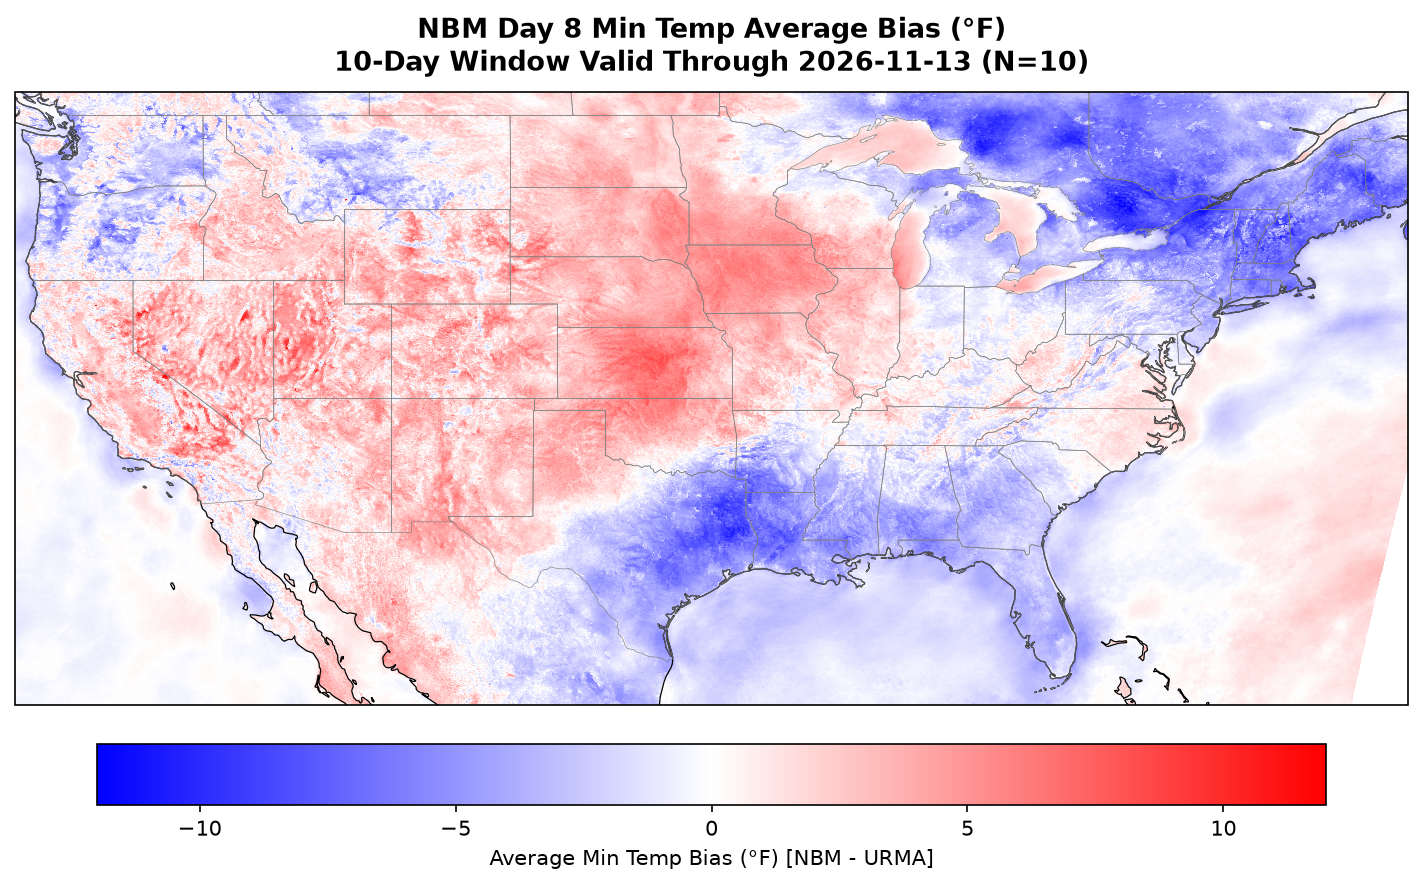 NBM Day 8 Min Temp Average Bias (°F)
10-Day Window Valid Through 2026-11-13 (N=10)
−10 −5 0 5 10
Average Min Temp Bias (°F) [NBM - URMA]